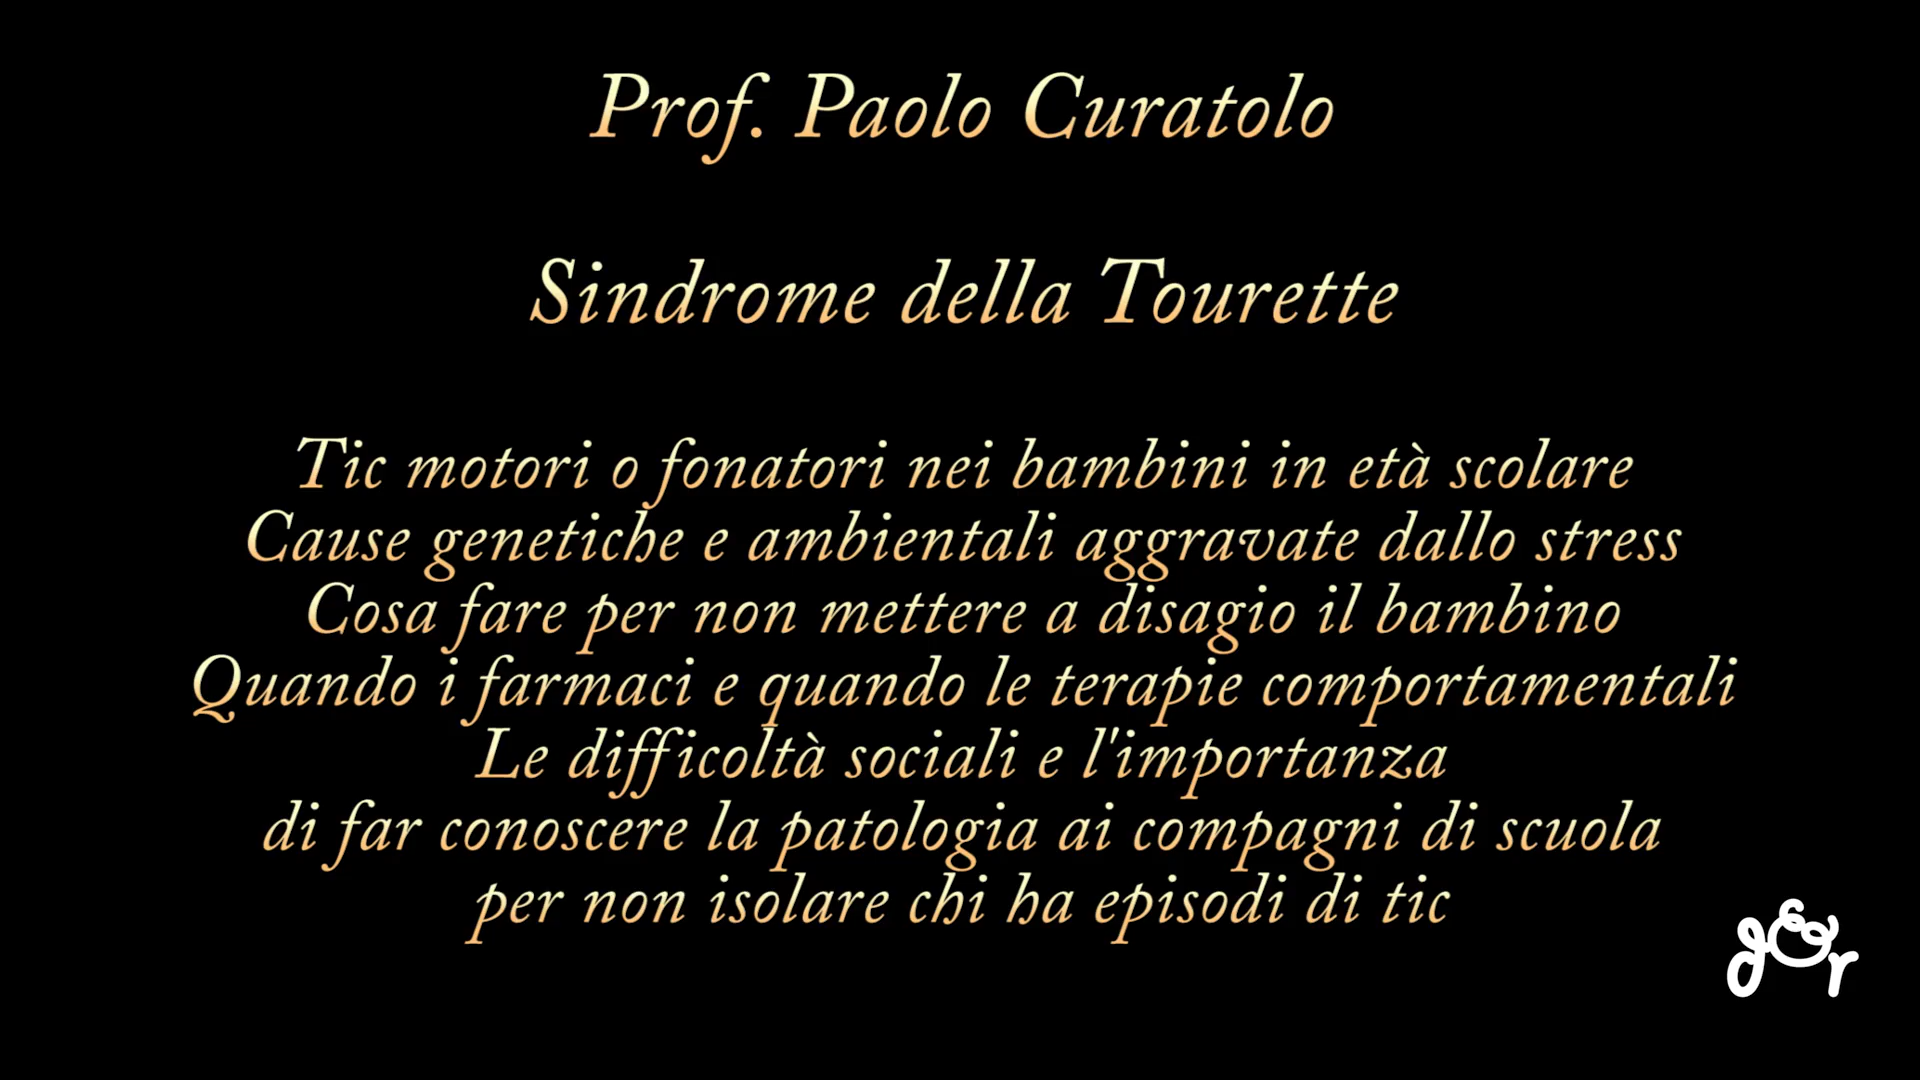 Prof. Paolo Curatolo
Sindrome della Tourette
Tic motori o fonatori nei bambini in età scolare
Cause genetiche e ambientali aggravate dallo stress
Cosa fare per non mettere a disagio il bambino
Quando i farmaci e quando le terapie comportamentali
Le difficoltà sociali e l'importanza
di far conoscere la patologia ai compagni di scuola
per non isolare chi ha episodi di tic
g&r